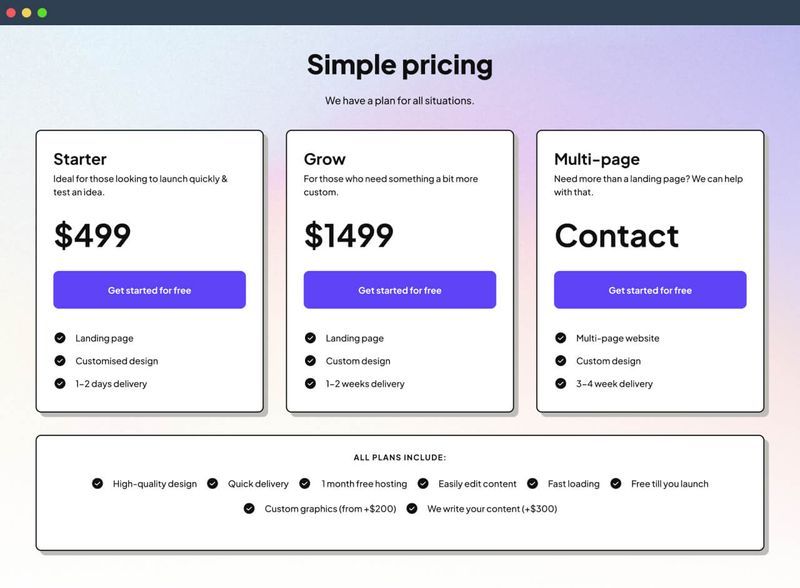 Simple pricing
We have a plan for all situations.
Starter
Ideal for those looking to launch quickly &
test an idea.
$499
Get started for free
Landing page
Customised design
1–2 days delivery
Grow
For those who need something a bit more
custom.
$1499
Get started for free
Landing page
Custom design
1–2 weeks delivery
Multi-page
Need more than a landing page? We can help
with that.
Contact
Get started for free
Multi-page website
Custom design
3–4 week delivery
ALL PLANS INCLUDE:
High-quality design Quick delivery 1 month free hosting Easily edit content Fast loading Free till you launch
Custom graphics (from +$200) We write your content (+$300)